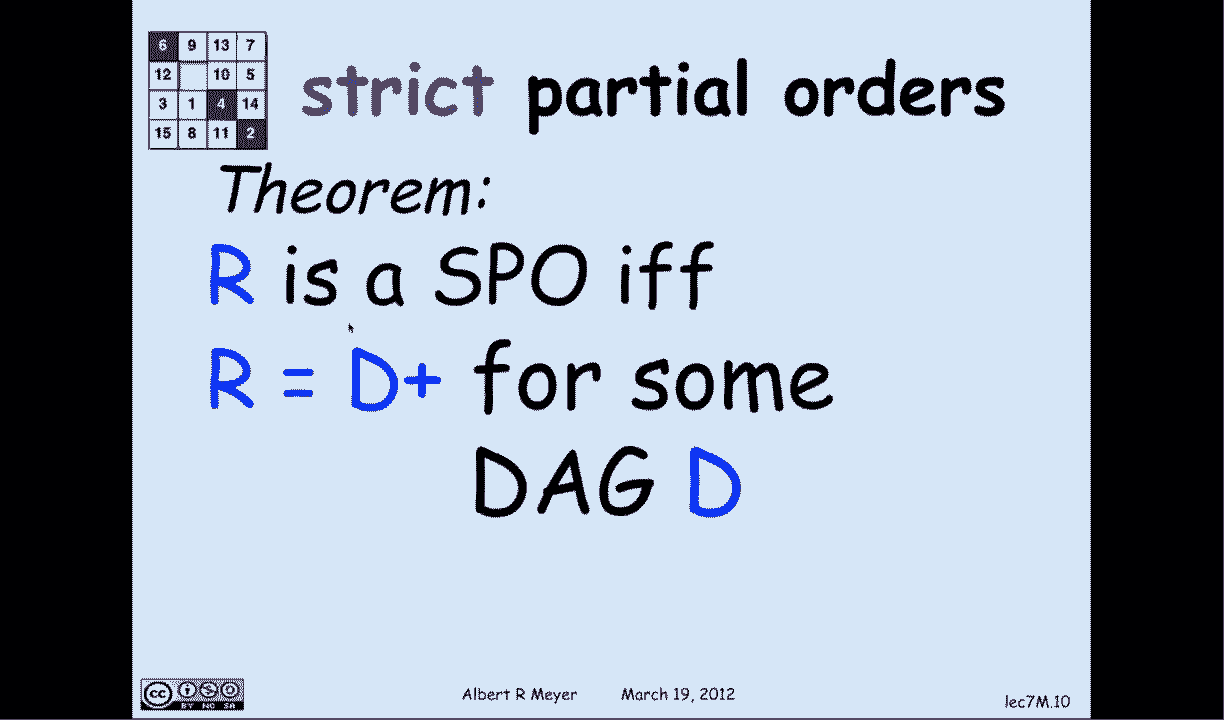 6 9 13 7
12 10 5
3 1 4 14
15 8 11 2
strict partial orders
Theorem:
R is a SPO iff
R = D+ for some
DAG D
cc BY NC SA
Albert R Meyer March 19, 2012
lec7M.10